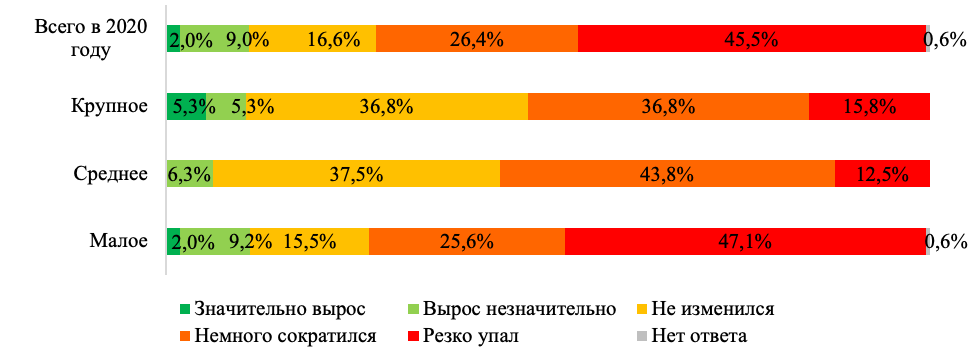 Всего в 2020
году
2,0% 9,0% 16,6% 26,4% 45,5% 0,6%
Крупное
5,3% 5,3% 36,8% 36,8% 15,8%
Среднее
6,3% 37,5% 43,8% 12,5%
Малое
2,0% 9,2% 15,5% 25,6% 47,1% 0,6%
Значительно вырос Вырос незначительно Не изменился
Немного сократился Резко упал Нет ответа